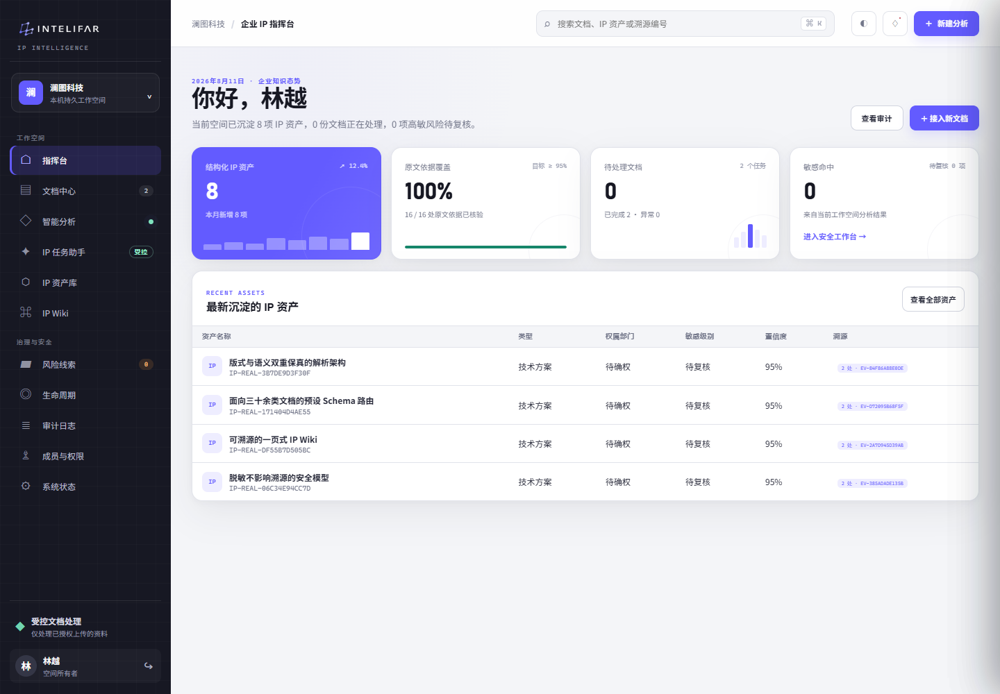 INTELIFAR
IP INTELLIGENCE
澜
澜图科技
本机持久工作空间
工作空间
指挥台
文档中心
2
智能分析
IP 任务助手
受控
IP 资产库
IP Wiki
治理与安全
风险线索
0
生命周期
审计日志
成员与权限
系统状态
受控文档处理
仅处理已授权上传的资料
林
林越
空间所有者
澜图科技 / 企业 IP 指挥台
搜索文档、IP 资产或溯源编号
⌘ K
+ 新建分析
2026年8月11日 · 企业知识态势
你好，林越
当前空间已沉淀 8 项 IP 资产，0 份文档正在处理，0 项高敏风险待复核。
查看审计
+ 接入新文档
结构化 IP 资产
↗ 12.4%
8
本月新增 8 项
原文依据覆盖
目标 ≥ 95%
100%
16 / 16 处原文依据已核验
待处理文档
2 个任务
0
已完成 2 · 异常 0
敏感命中
待复核 0 项
0
来自当前工作空间分析结果
进入安全工作台 →
RECENT ASSETS
最新沉淀的 IP 资产
查看全部资产
资产名称 类型 权属部门 敏感级别 置信度 溯源
IP 版式与语义双重保真的解析架构 技术方案 待确权 待复核 95% 2 处 · EV-84F86A88E0DE
IP-REAL-3B7DE9D3F30F
IP 面向三十余类文档的预设 Schema 路由 技术方案 待确权 待复核 95% 2 处 · EV-D72095B68F5F
IP-REAL-171404D4AE55
IP 可溯源的一页式 IP Wiki 技术方案 待确权 待复核 95% 2 处 · EV-2A7D945D39AB
IP-REAL-DF55B7D505BC
IP 脱敏不影响溯源的安全模型 技术方案 待确权 待复核 95% 2 处 · EV-385ADADE135B
IP-REAL-06C34E94CC7D